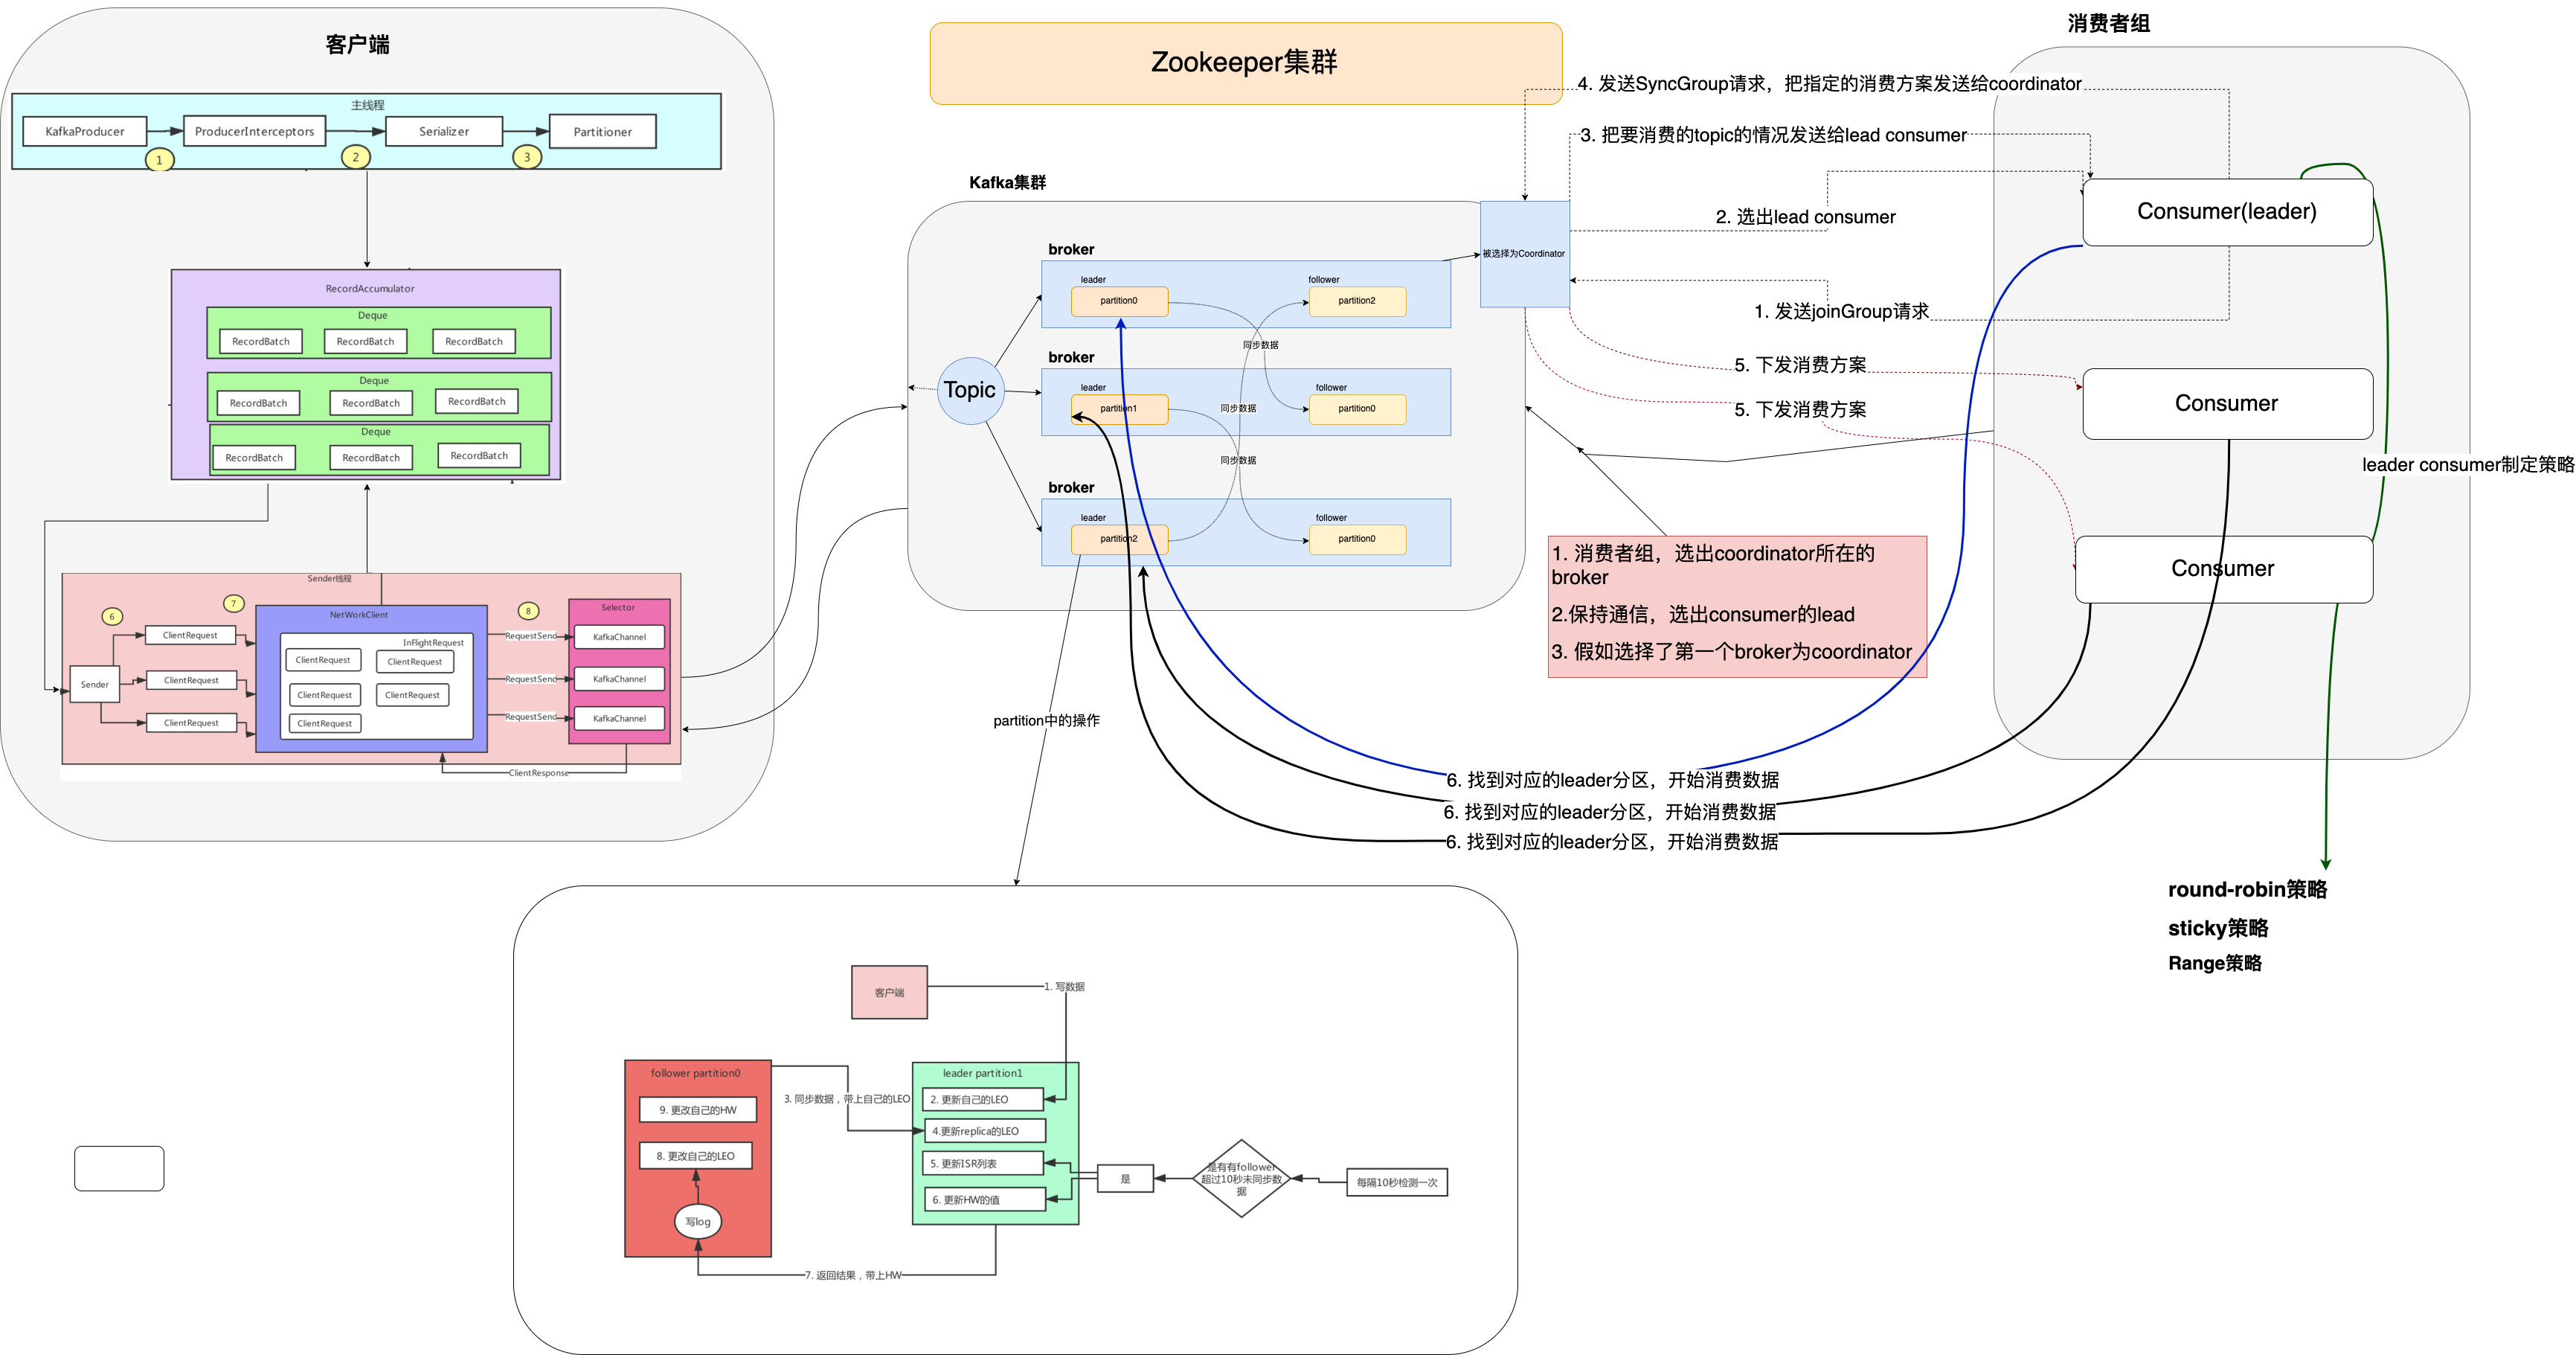 客户端
主线程
KafkaProducer
ProducerInterceptors
Serializer
Partitioner
1
2
3
RecordAccumulator
Deque
RecordBatch
RecordBatch
RecordBatch
Deque
RecordBatch
RecordBatch
RecordBatch
Deque
RecordBatch
RecordBatch
RecordBatch
Sender线程
6
7
8
Sender
ClientRequest
ClientRequest
ClientRequest
NetWorkClient
InFlightRequest
ClientRequest
ClientRequest
ClientRequest
ClientRequest
ClientRequest
RequestSend
RequestSend
RequestSend
Selector
KafkaChannel
KafkaChannel
KafkaChannel
ClientResponse
Zookeeper集群
Kafka集群
Topic
broker
leader
partition0
follower
partition2
同步数据
broker
leader
partition1
follower
partition0
同步数据
同步数据
broker
leader
partition2
follower
partition0
被选择为Coordinator
消费者组
4. 发送SyncGroup请求，把指定的消费方案发送给coordinator
3. 把要消费的topic的情况发送给lead consumer
2. 选出lead consumer
1. 发送joinGroup请求
5. 下发消费方案
5. 下发消费方案
Consumer(leader)
Consumer
Consumer
leader consumer制定策略
1. 消费者组，选出coordinator所在的
broker
2.保持通信，选出consumer的lead
3. 假如选择了第一个broker为coordinator
6. 找到对应的leader分区，开始消费数据
6. 找到对应的leader分区，开始消费数据
6. 找到对应的leader分区，开始消费数据
round-robin策略
sticky策略
Range策略
partition中的操作
客户端
1. 写数据
follower partition0
9. 更改自己的HW
8. 更改自己的LEO
写log
3. 同步数据，带上自己的LEO
leader partition1
2. 更新自己的LEO
4.更新replica的LEO
5. 更新ISR列表
6. 更新HW的值
是
是有有follower
超过10秒未同步数
据
每隔10秒检测一次
7. 返回结果，带上HW